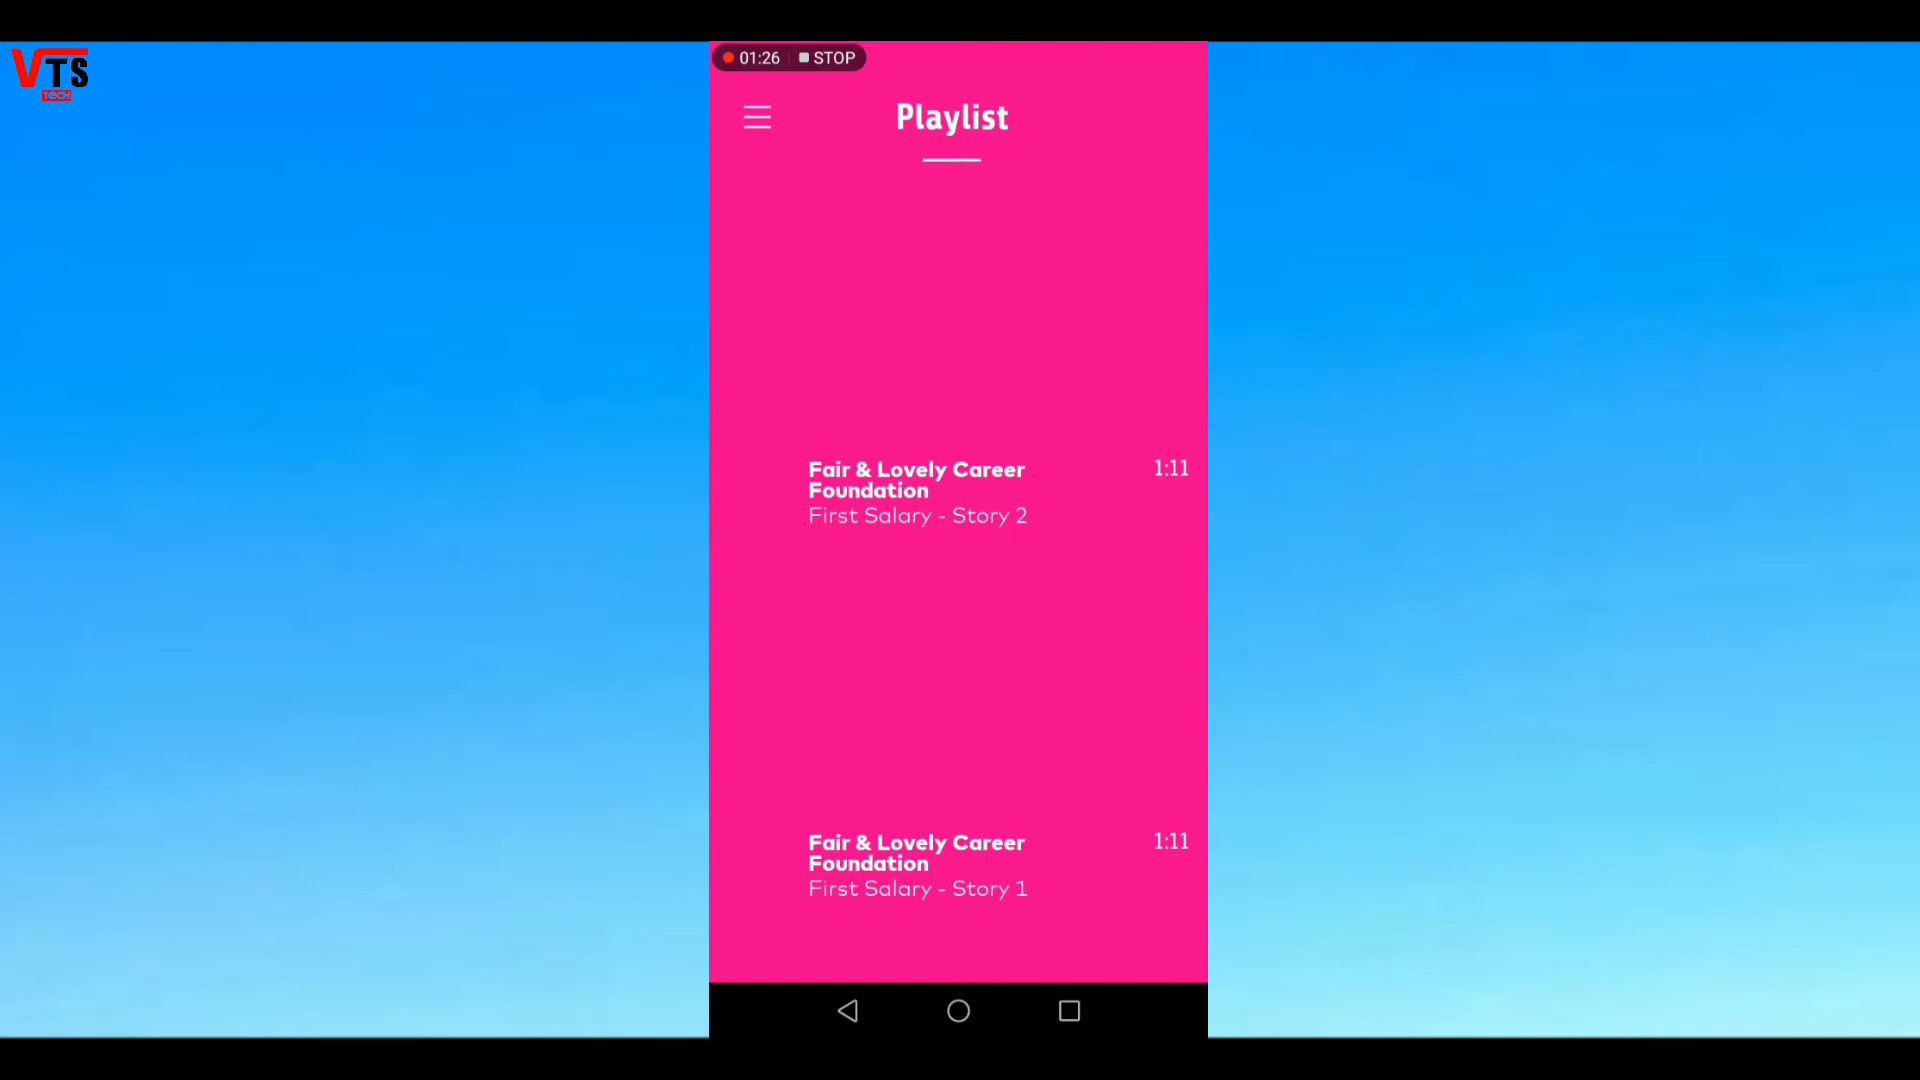 VTS
TECH
01:26 STOP
Playlist
Fair & Lovely Career 1:11
Foundation
First Salary - Story 2
Fair & Lovely Career 1:11
Foundation
First Salary - Story 1